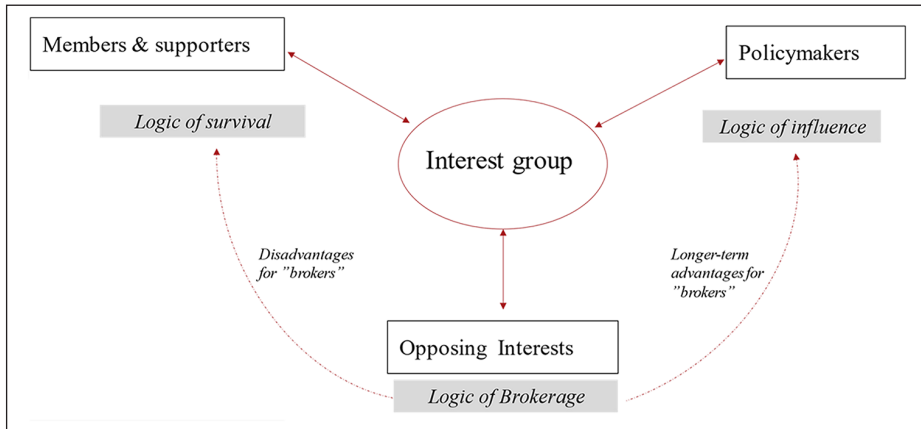 Members & supporters
Policymakers
Logic of survival
Logic of influence
Interest group
Disadvantages
for ”brokers”
Longer-term
advantages for
”brokers”
Opposing Interests
Logic of Brokerage